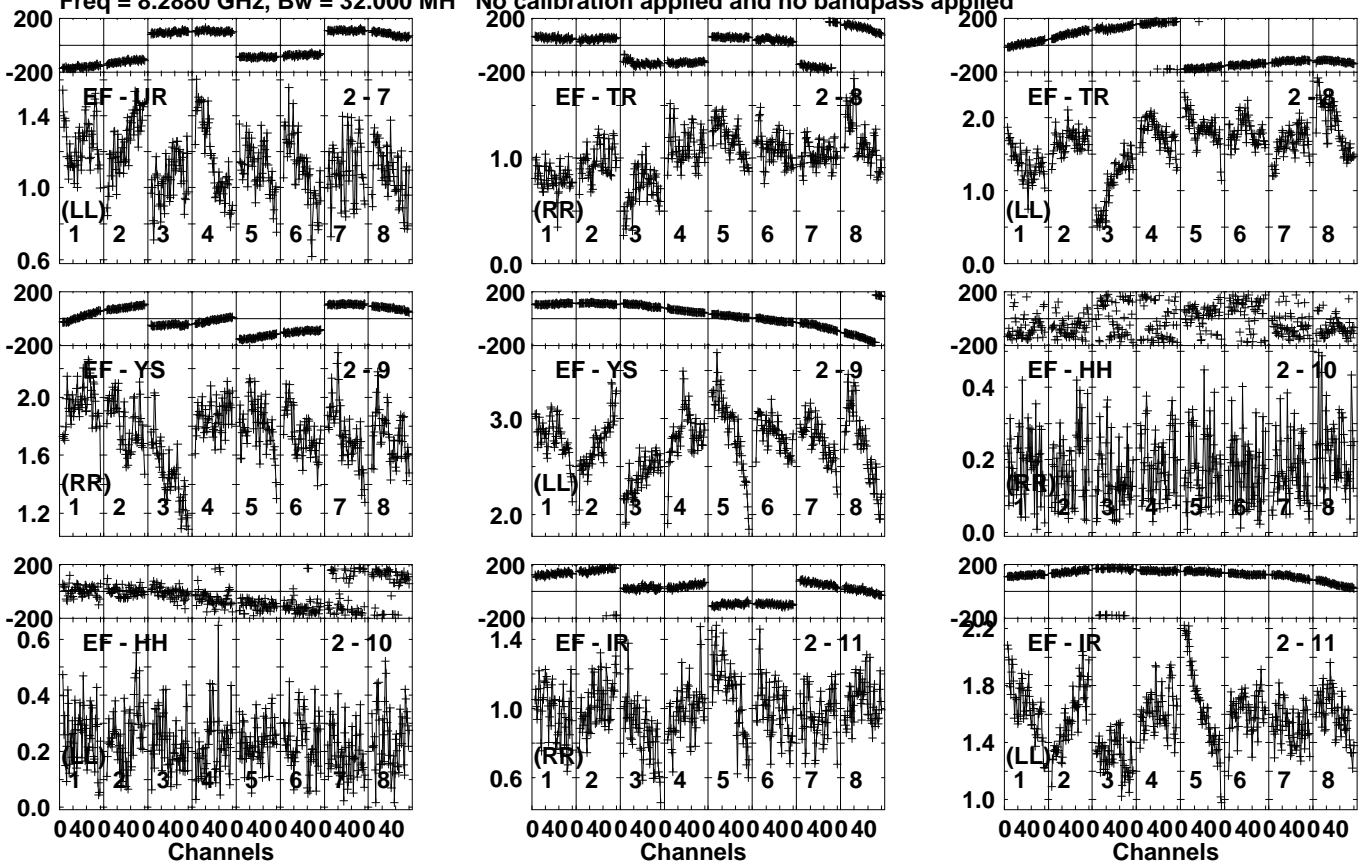 Freq = 8.2880 GHz, Bw = 32.000 MH No calibration applied and no bandpass applied
200
-200
EF - UR 2 - 7
1.4
1.0
0.6
(LL)
1 2 3 4 5 6 7 8
200
-200
EF - TR 2 - 8
1.0
0.0
(RR)
1 2 3 4 5 6 7 8
200
-200
EF - TR 2 - 8
2.0
1.0
0.0
(LL)
1 2 3 4 5 6 7 8
200
-200
EF - YS 2 - 9
2.0
1.6
1.2
(RR)
1 2 3 4 5 6 7 8
200
-200
EF - YS 2 - 9
3.0
2.0
(LL)
1 2 3 4 5 6 7 8
200
-200
EF - HH 2 - 10
0.4
0.2
0.0
(RR)
1 2 3 4 5 6 7 8
200
-200
EF - HH 2 - 10
0.6
0.4
0.2
0.0
(LL)
1 2 3 4 5 6 7 8
0 40 0 40 0 40 0 40 0 40 0 40 0 40 0 40
Channels
200
-200
EF - IR 2 - 11
1.4
1.0
0.6
(RR)
1 2 3 4 5 6 7 8
0 40 0 40 0 40 0 40 0 40 0 40 0 40 0 40
Channels
200
-200
2.2
EF - IR 2 - 11
1.8
1.4
1.0
(LL)
1 2 3 4 5 6 7 8
0 40 0 40 0 40 0 40 0 40 0 40 0 40 0 40
Channels